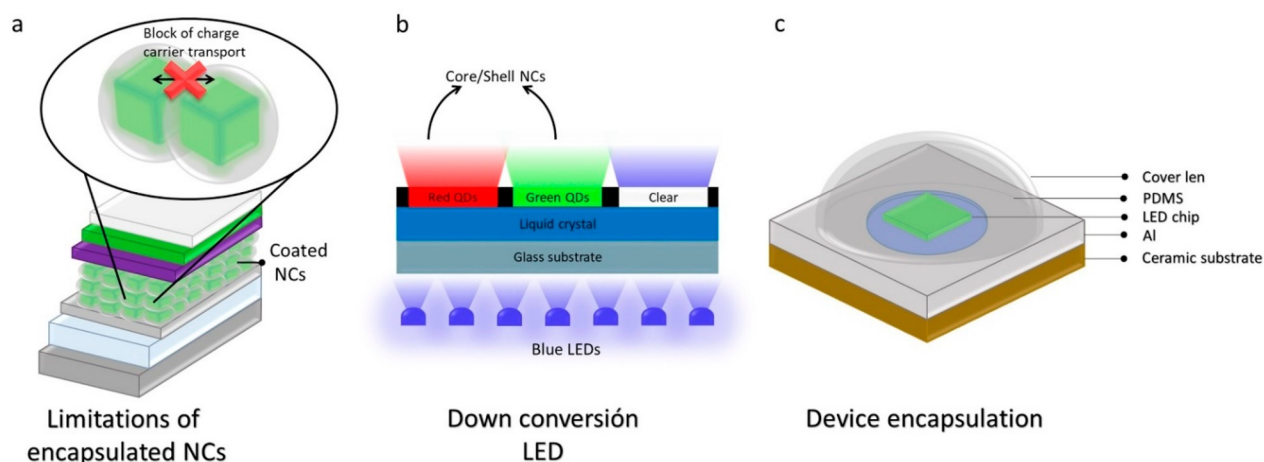 a
Block of charge
carrier transport
Coated
NCs
Limitations of
encapsulated NCs
b
Core/Shell NCs
Red QDs
Green QDs
Clear
Liquid crystal
Glass substrate
Blue LEDs
Down conversión
LED
c
Cover len
PDMS
LED chip
Al
Ceramic substrate
Device encapsulation